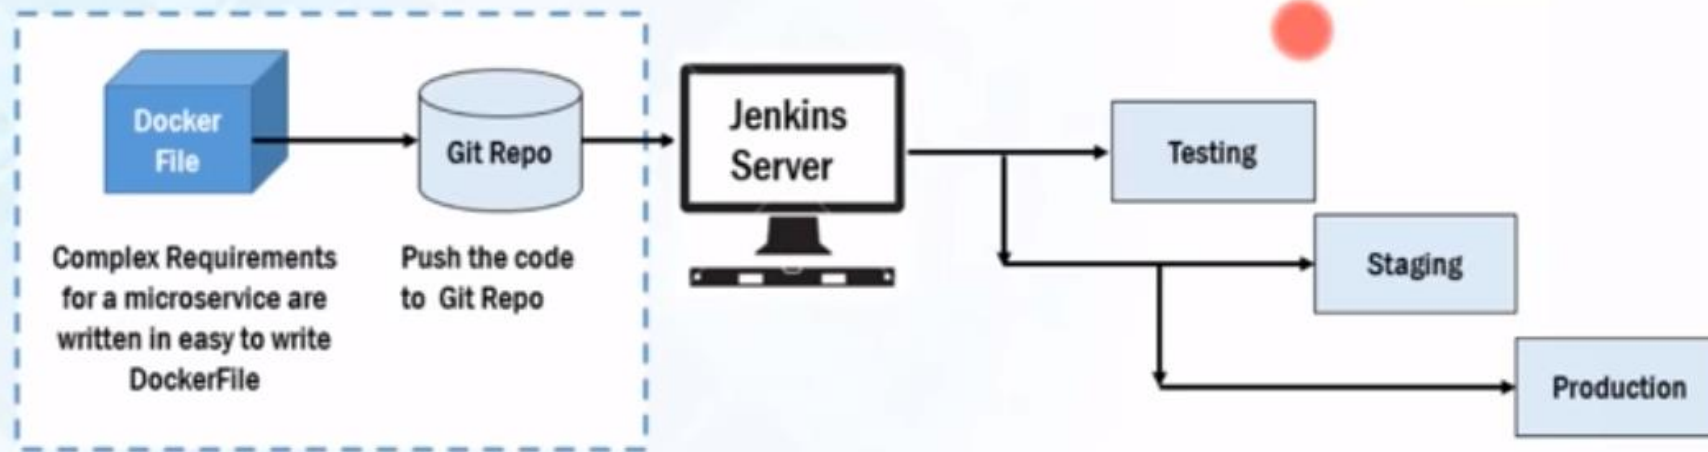 Docker
File
Git Repo
Jenkins
Server
Testing
Staging
Production
Complex Requirements
for a microservice are
written in easy to write
DockerFile
Push the code
to Git Repo